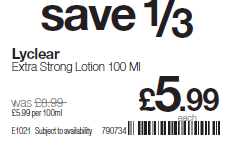 save 1/3
Lyclear
Extra Strong Lotion 100 Ml
was £8.99
£5.99 per 100ml
£5.99
each
E1021 Subject to availability 790734